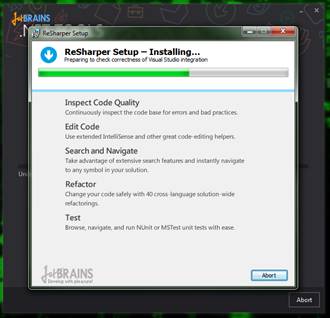 JetBRAINS
.NET TOOLS
ReSharper Setup
ReSharper Setup – Installing...
Preparing to check correctness of Visual Studio integration
Inspect Code Quality
Continuously inspect the code base for errors and bad practices.
Edit Code
Use extended IntelliSense and other great code-editing helpers.
Search and Navigate
Take advantage of extensive search features and instantly navigate
to any symbol in your solution.
Refactor
Change your code safely with 40 cross-language solution-wide
refactorings.
Test
Browse, navigate, and run NUnit or MSTest unit tests with ease.
JetBRAINS
Develop with pleasure!
Abort
Abort